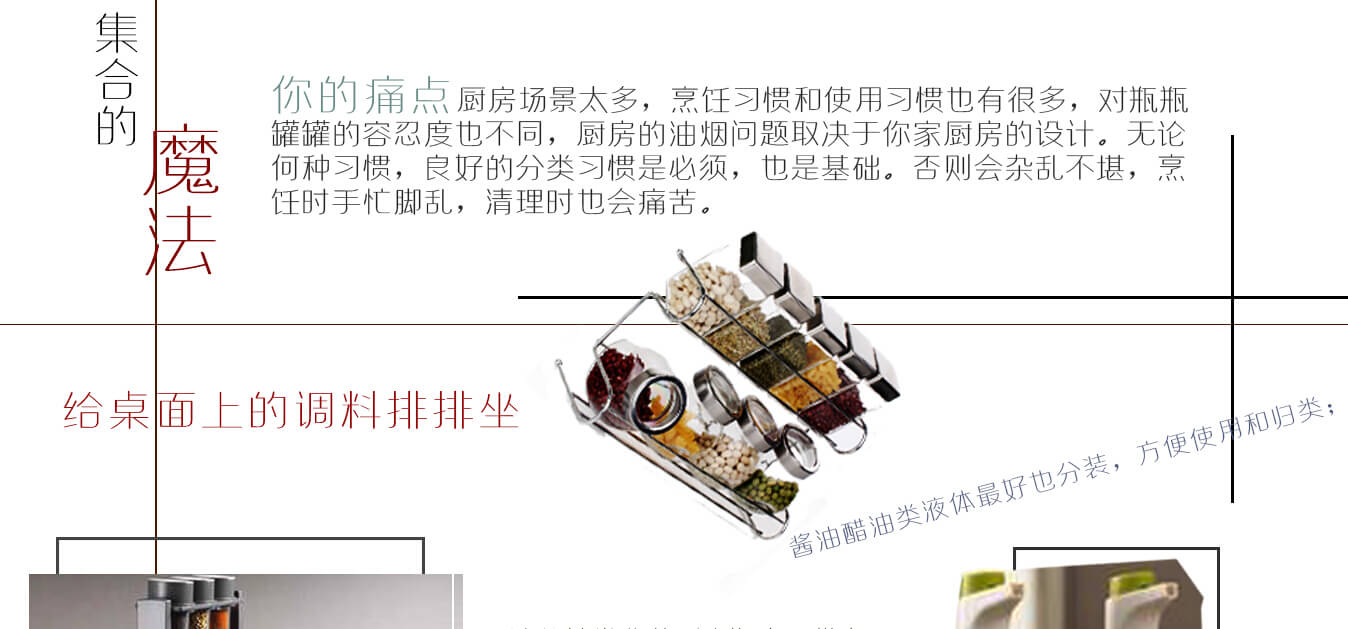 集合的
魔法
你的痛点厨房场景太多，烹饪习惯和使用习惯也有很多，对瓶瓶
罐罐的容忍度也不同，厨房的油烟问题取决于你家厨房的设计。无论
何种习惯，良好的分类习惯是必须，也是基础。否则会杂乱不堪，烹
饪时手忙脚乱，清理时也会痛苦。
给桌面上的调料排排坐
酱油醋油类液体最好也分装，方便使用和归类；